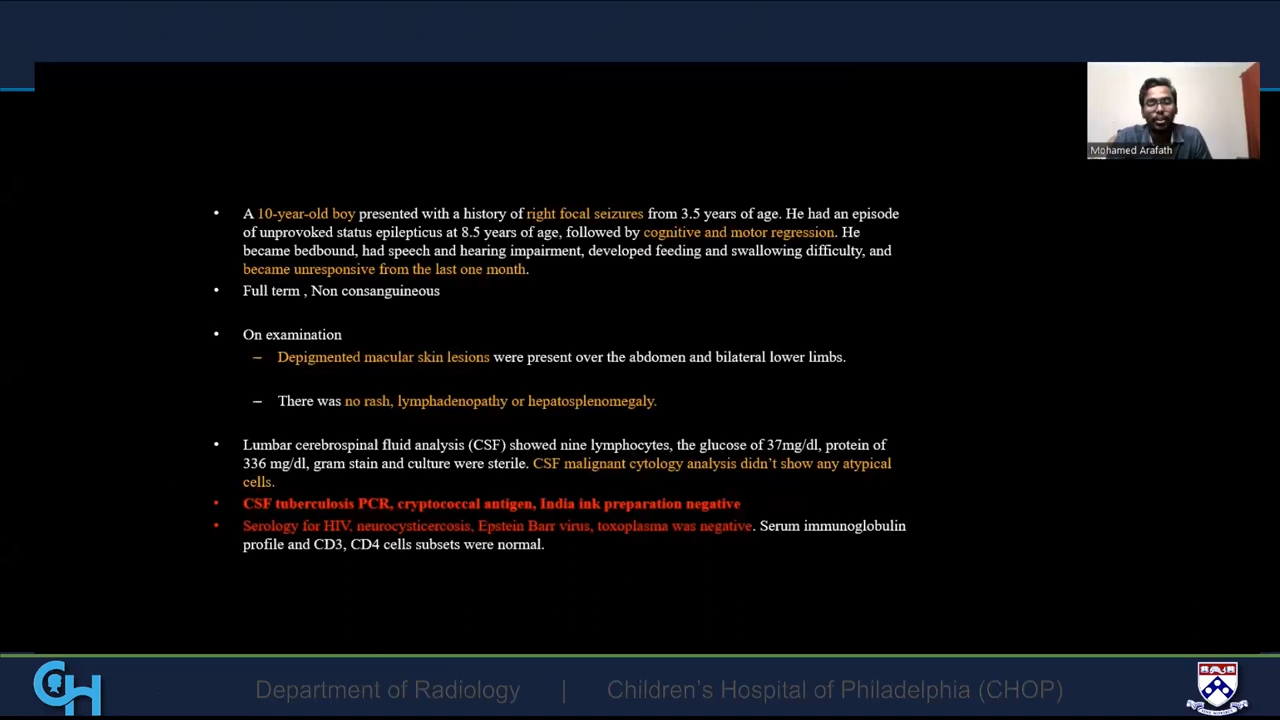 Mohamed Arafath
• A 10-year-old boy presented with a history of right focal seizures from 3.5 years of age. He had an episode
of unprovoked status epilepticus at 8.5 years of age, followed by cognitive and motor regression. He
became bedbound, had speech and hearing impairment, developed feeding and swallowing difficulty, and
became unresponsive from the last one month.
• Full term , Non consanguineous
• On examination
– Depigmented macular skin lesions were present over the abdomen and bilateral lower limbs.
– There was no rash, lymphadenopathy or hepatosplenomegaly.
• Lumbar cerebrospinal fluid analysis (CSF) showed nine lymphocytes, the glucose of 37mg/dl, protein of
336 mg/dl, gram stain and culture were sterile. CSF malignant cytology analysis didn't show any atypical
cells.
• CSF tuberculosis PCR, cryptococcal antigen, India ink preparation negative
• Serology for HIV, neurocysticercosis, Epstein Barr virus, toxoplasma was negative. Serum immunoglobulin
profile and CD3, CD4 cells subsets were normal.
CH
Department of Radiology | Children's Hospital of Philadelphia (CHOP)